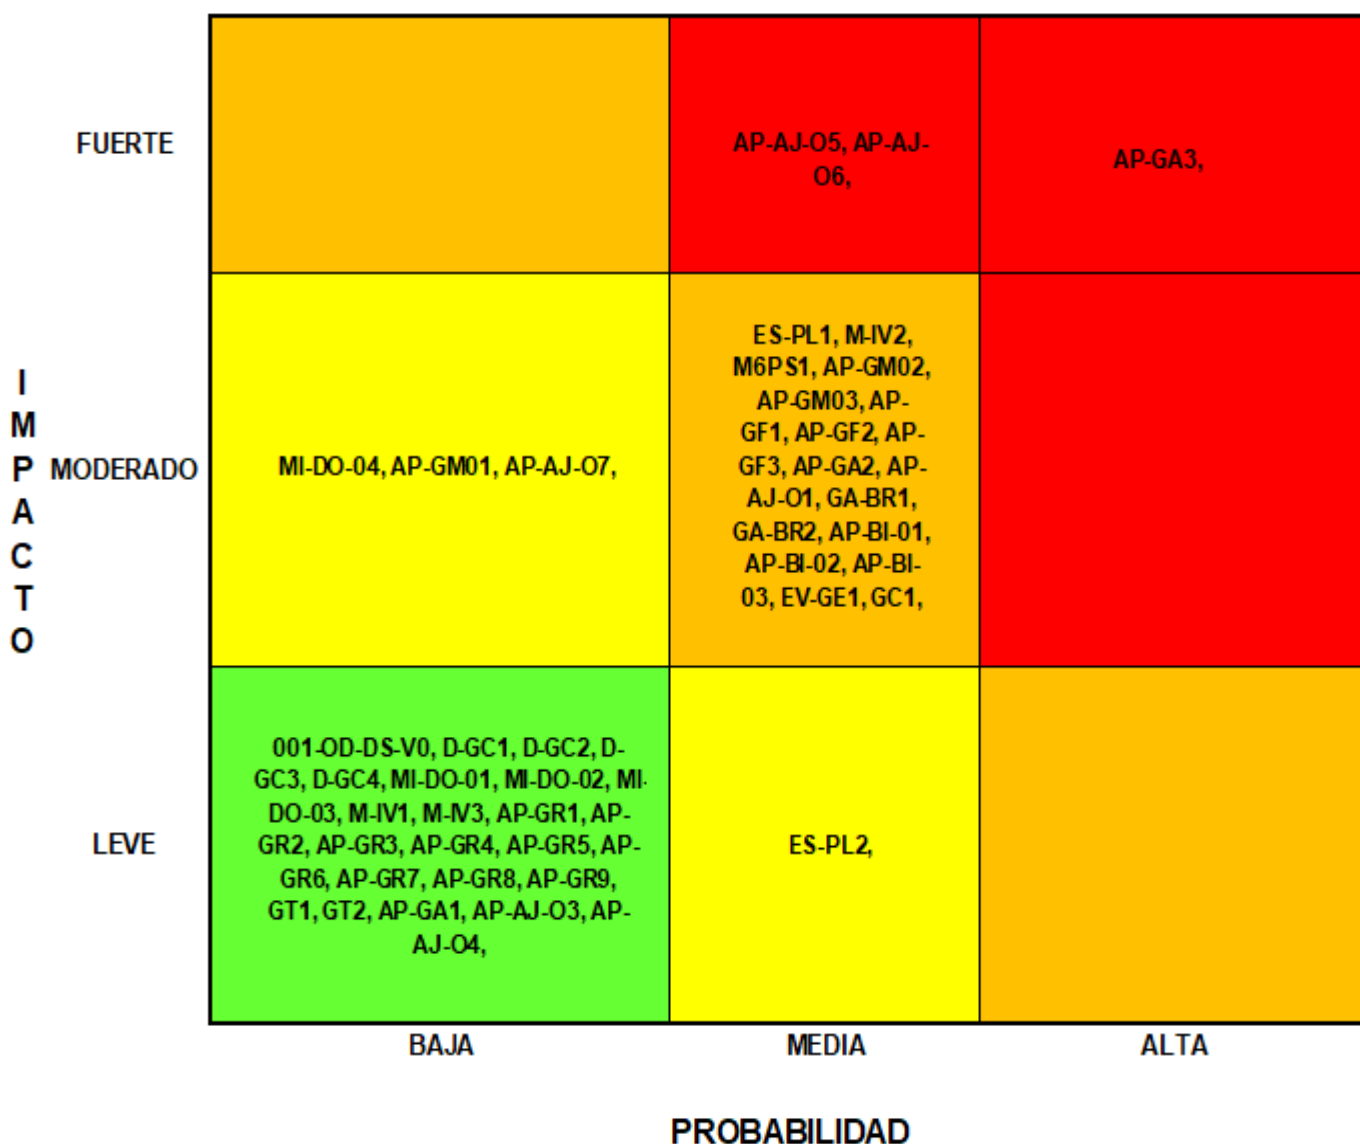 FUERTE
AP-AJ-O5, AP-AJ-
O6,
AP-GA3,
I
M
P
A
C
T
O
MODERADO
MI-DO-04, AP-GM01, AP-AJ-O7,
ES-PL1, M-IV2,
M6PS1, AP-GM02,
AP-GM03, AP-
GF1, AP-GF2, AP-
GF3, AP-GA2, AP-
AJ-O1, GA-BR1,
GA-BR2, AP-BI-01,
AP-BI-02, AP-BI-
03, EV-GE1, GC1,
LEVE
001-OD-DS-V0, D-GC1, D-GC2, D-
GC3, D-GC4, MI-DO-01, MI-DO-02, MI-
DO-03, M-IV1, M-IV3, AP-GR1, AP-
GR2, AP-GR3, AP-GR4, AP-GR5, AP-
GR6, AP-GR7, AP-GR8, AP-GR9,
GT1, GT2, AP-GA1, AP-AJ-O3, AP-
AJ-O4,
ES-PL2,
BAJA
MEDIA
ALTA
PROBABILIDAD